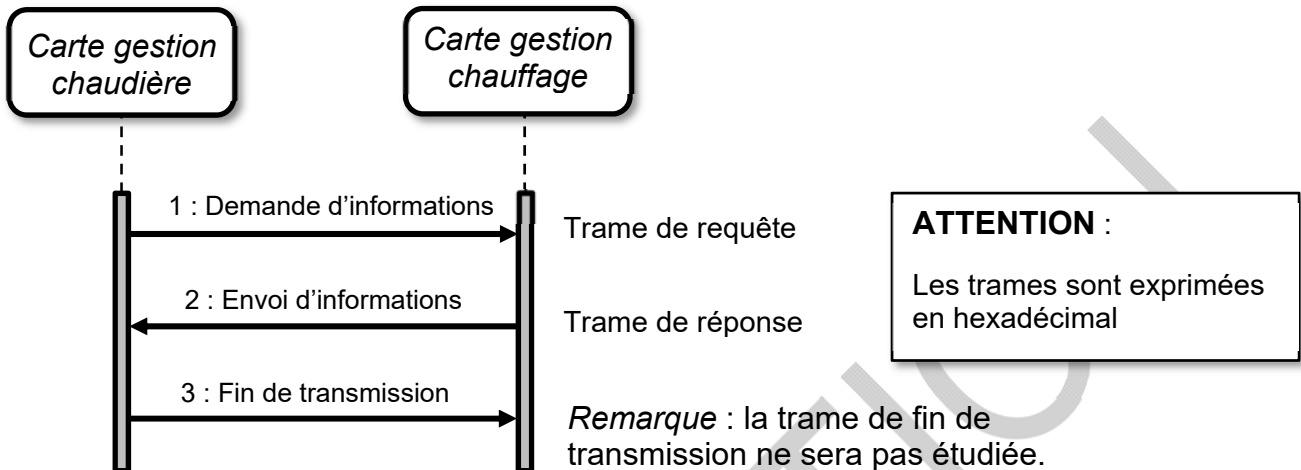 Carte gestion
chaudière
Carte gestion
chauffage
1 : Demande d'informations
Trame de requête
2 : Envoi d'informations
Trame de réponse
3 : Fin de transmission
Remarque : la trame de fin de
transmission ne sera pas étudiée.
ATTENTION :
Les trames sont exprimées
en hexadécimal